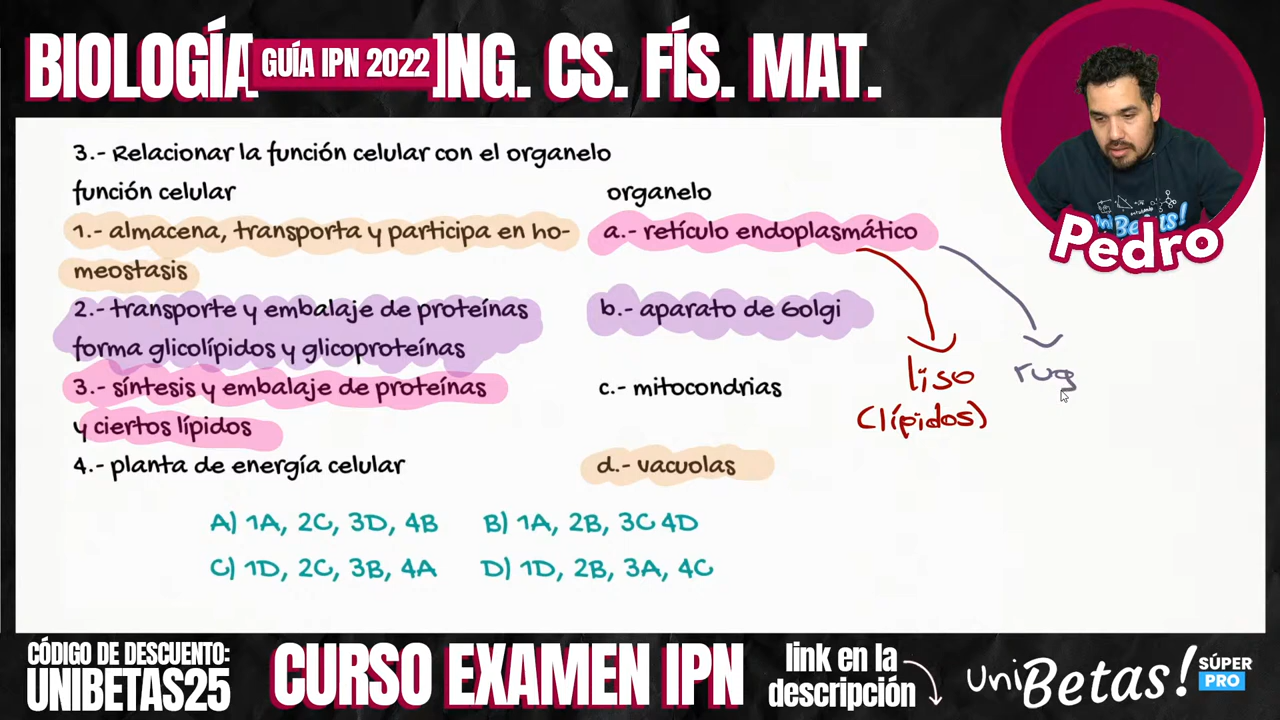 BIOLOGÍA[GUÍA IPN 2022]ING. CS. FÍS. MAT.
3.- Relacionar la función celular con el organelo
función celular organelo
1.- almacena, transporta y participa en ho-
meostasis
a.- retículo endoplasmático
2.- transporte y embalaje de proteínas
forma glicolípidos y glicoproteínas
b.- aparato de Golgi
3.- síntesis y embalaje de proteínas
y ciertos lípidos
c.- mitocondrias
4.- planta de energía celular
d.- vacuolas
liso
(lípidos)
rug
A) 1A, 2C, 3D, 4B B) 1A, 2B, 3C 4D
C) 1D, 2C, 3B, 4A D) 1D, 2B, 3A, 4C
UniBetas!
Pedro
CÓDIGO DE DESCUENTO:
UNIBETAS25
CURSO EXAMEN IPN
link en la
descripción
UniBetas! SÚPER
PRO